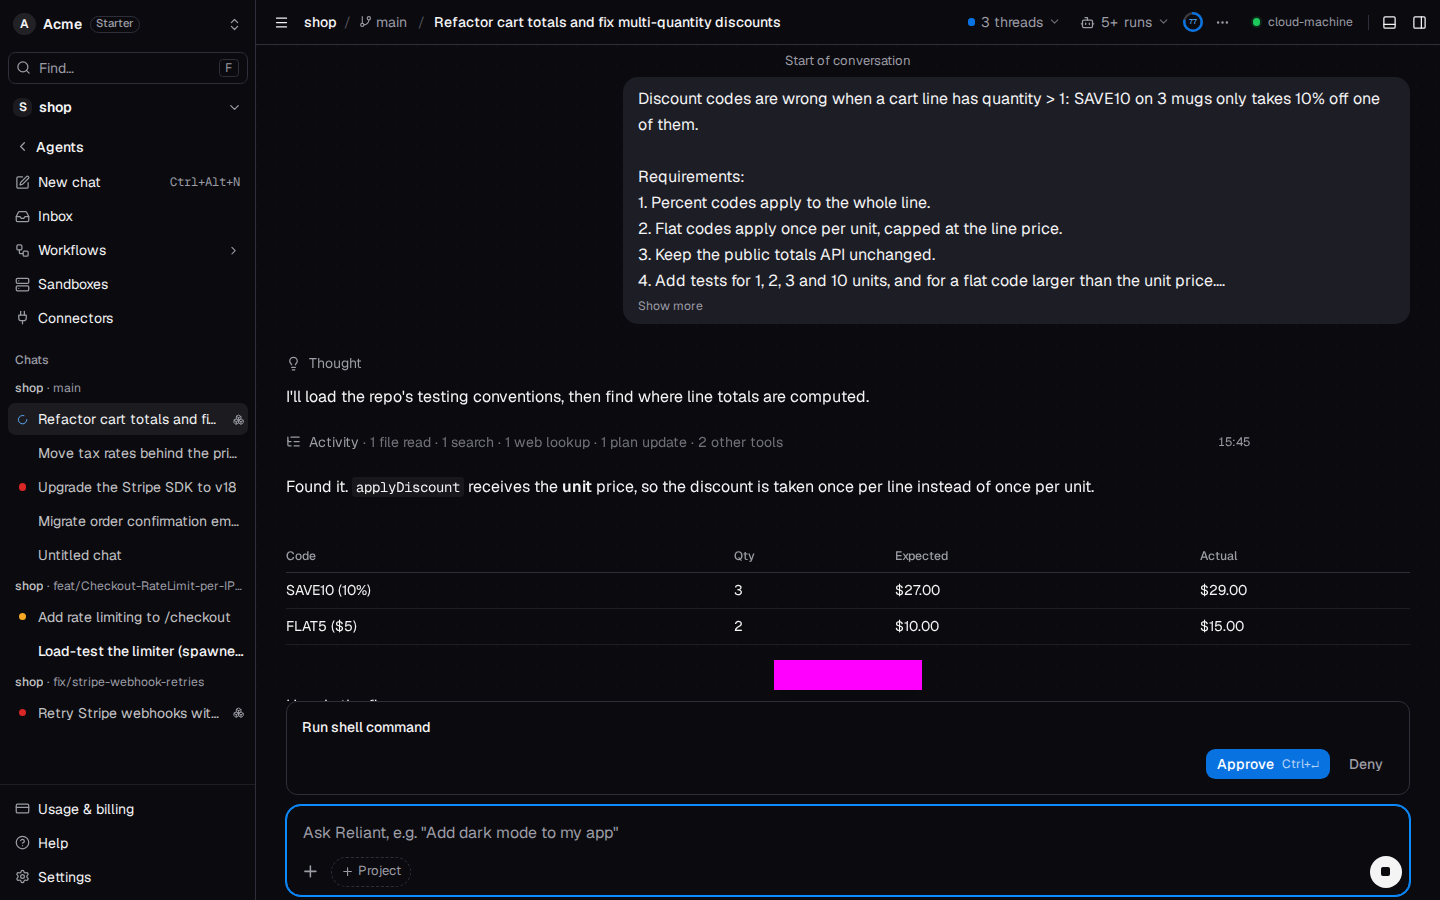 A Acme Starter
Find... F
S shop
Agents
New chat Ctrl+Alt+N
Inbox
Workflows
Sandboxes
Connectors
Chats
shop · main
Refactor cart totals and fi...
Move tax rates behind the pri...
Upgrade the Stripe SDK to v18
Migrate order confirmation em...
Untitled chat
shop · feat/Checkout-RateLimit-per-IP...
Add rate limiting to /checkout
Load-test the limiter (spawne...
shop · fix/stripe-webhook-retries
Retry Stripe webhooks wit...
Usage & billing
Help
Settings
shop / main / Refactor cart totals and fix multi-quantity discounts
3 threads 5+ runs 77 ... cloud-machine
Start of conversation
Discount codes are wrong when a cart line has quantity > 1: SAVE10 on 3 mugs only takes 10% off one
of them.
Requirements:
1. Percent codes apply to the whole line.
2. Flat codes apply once per unit, capped at the line price.
3. Keep the public totals API unchanged.
4. Add tests for 1, 2, 3 and 10 units, and for a flat code larger than the unit price....
Show more
Thought
I'll load the repo's testing conventions, then find where line totals are computed.
Activity · 1 file read · 1 search · 1 web lookup · 1 plan update · 2 other tools 15:45
Found it. applyDiscount receives the unit price, so the discount is taken once per line instead of once per unit.
Code Qty Expected Actual
SAVE10 (10%) 3 $27.00 $29.00
FLAT5 ($5) 2 $10.00 $15.00
Run shell command
Approve Ctrl+↵ Deny
Ask Reliant, e.g. "Add dark mode to my app"
+ Project